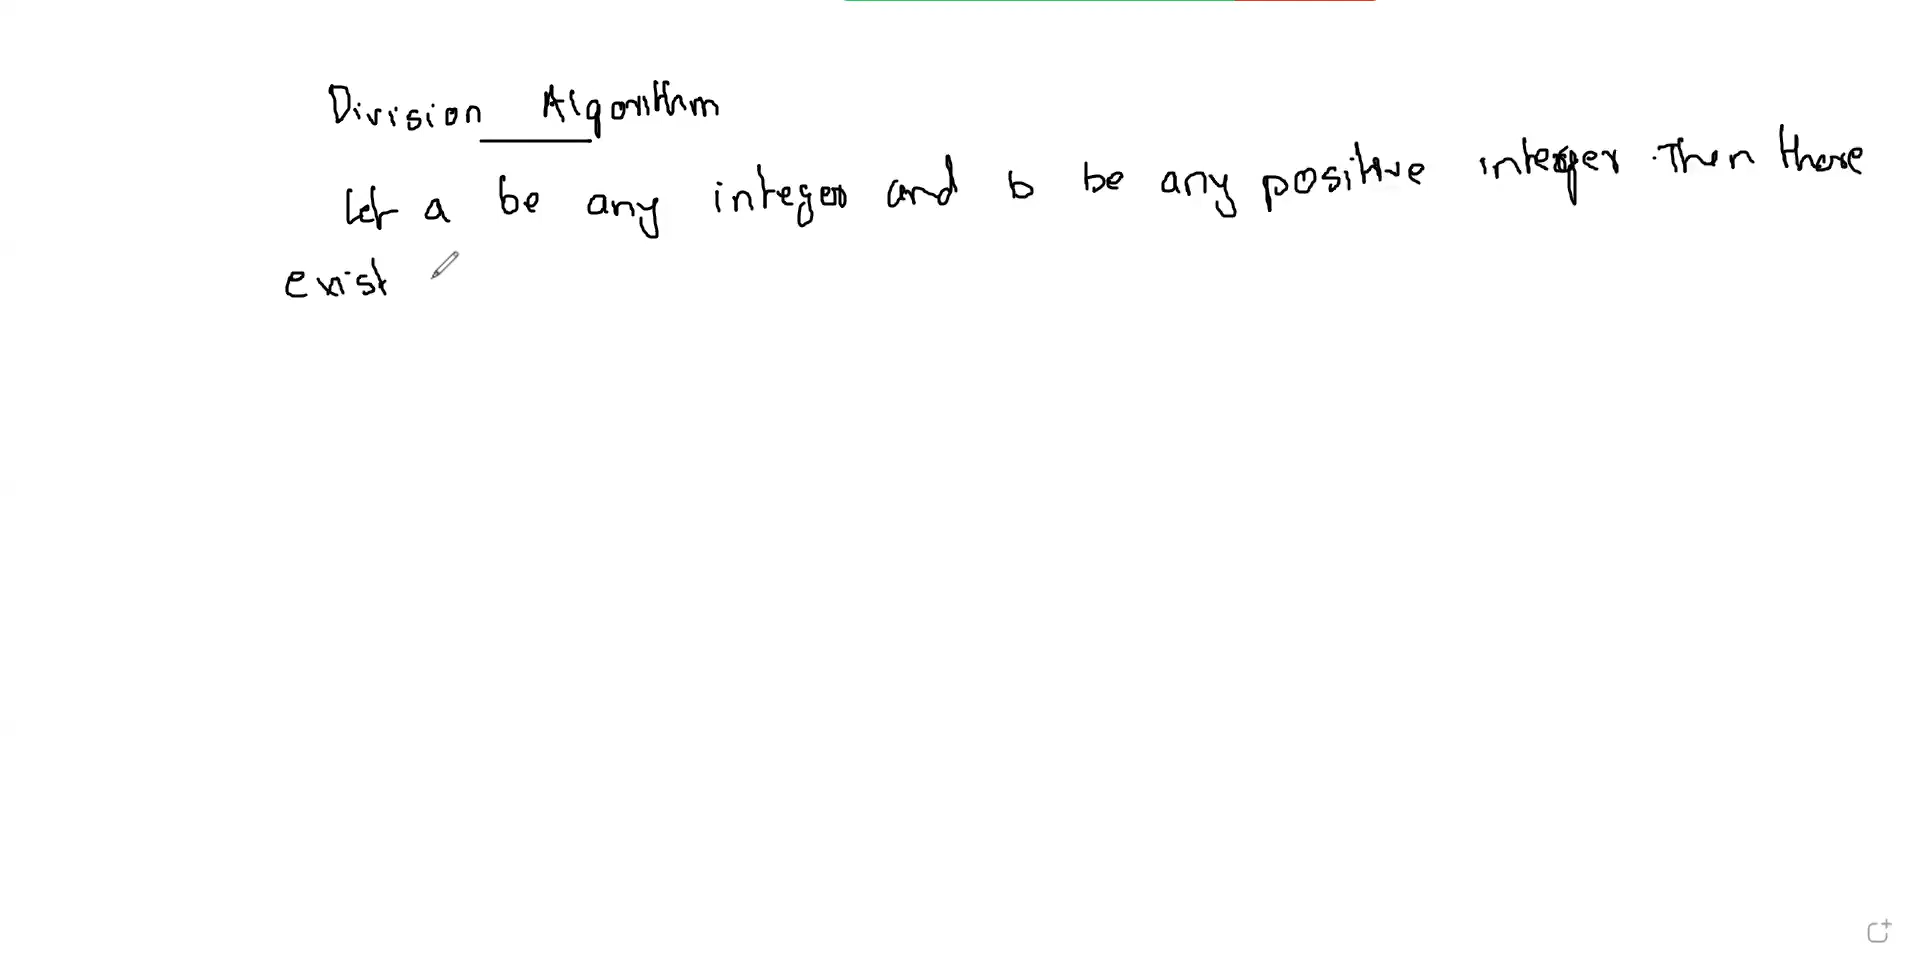 Division Algorithm
Let a be any integer and b be any positive integer. Then there
exist